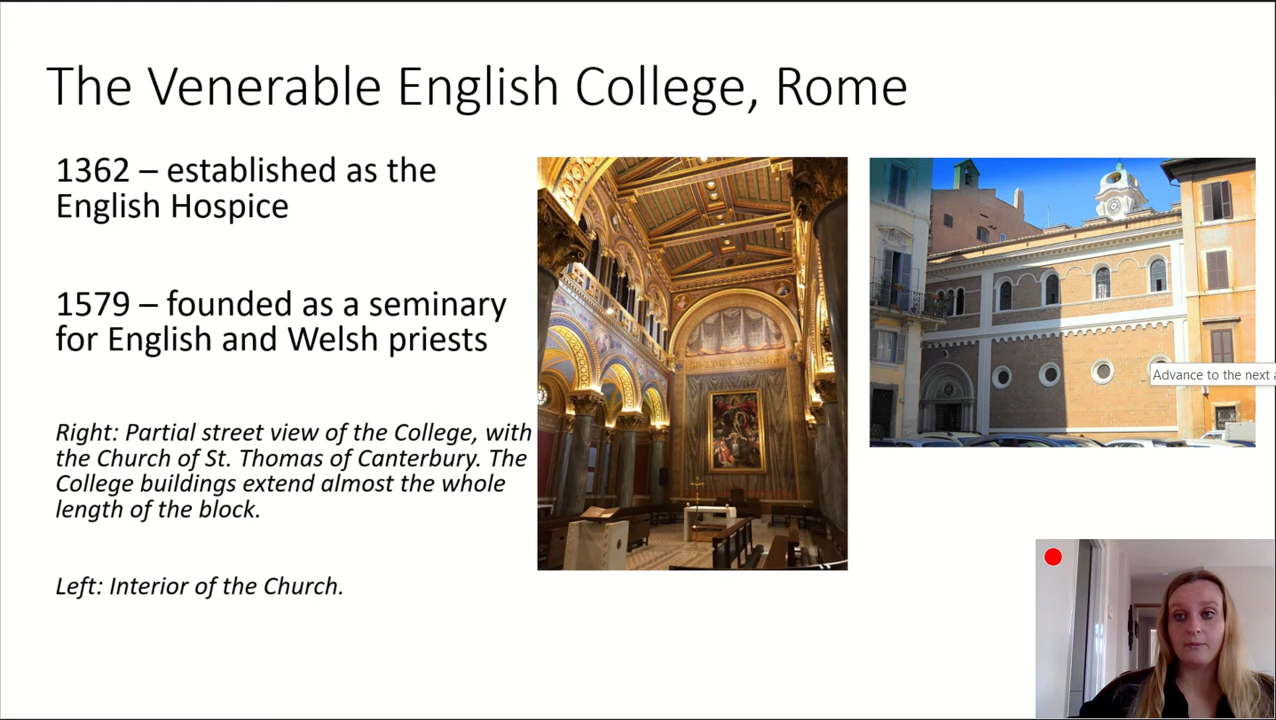 The Venerable English College, Rome
1362 – established as the
English Hospice
1579 – founded as a seminary
for English and Welsh priests
Right: Partial street view of the College, with
the Church of St. Thomas of Canterbury. The
College buildings extend almost the whole
length of the block.
Left: Interior of the Church.
Advance to the next a